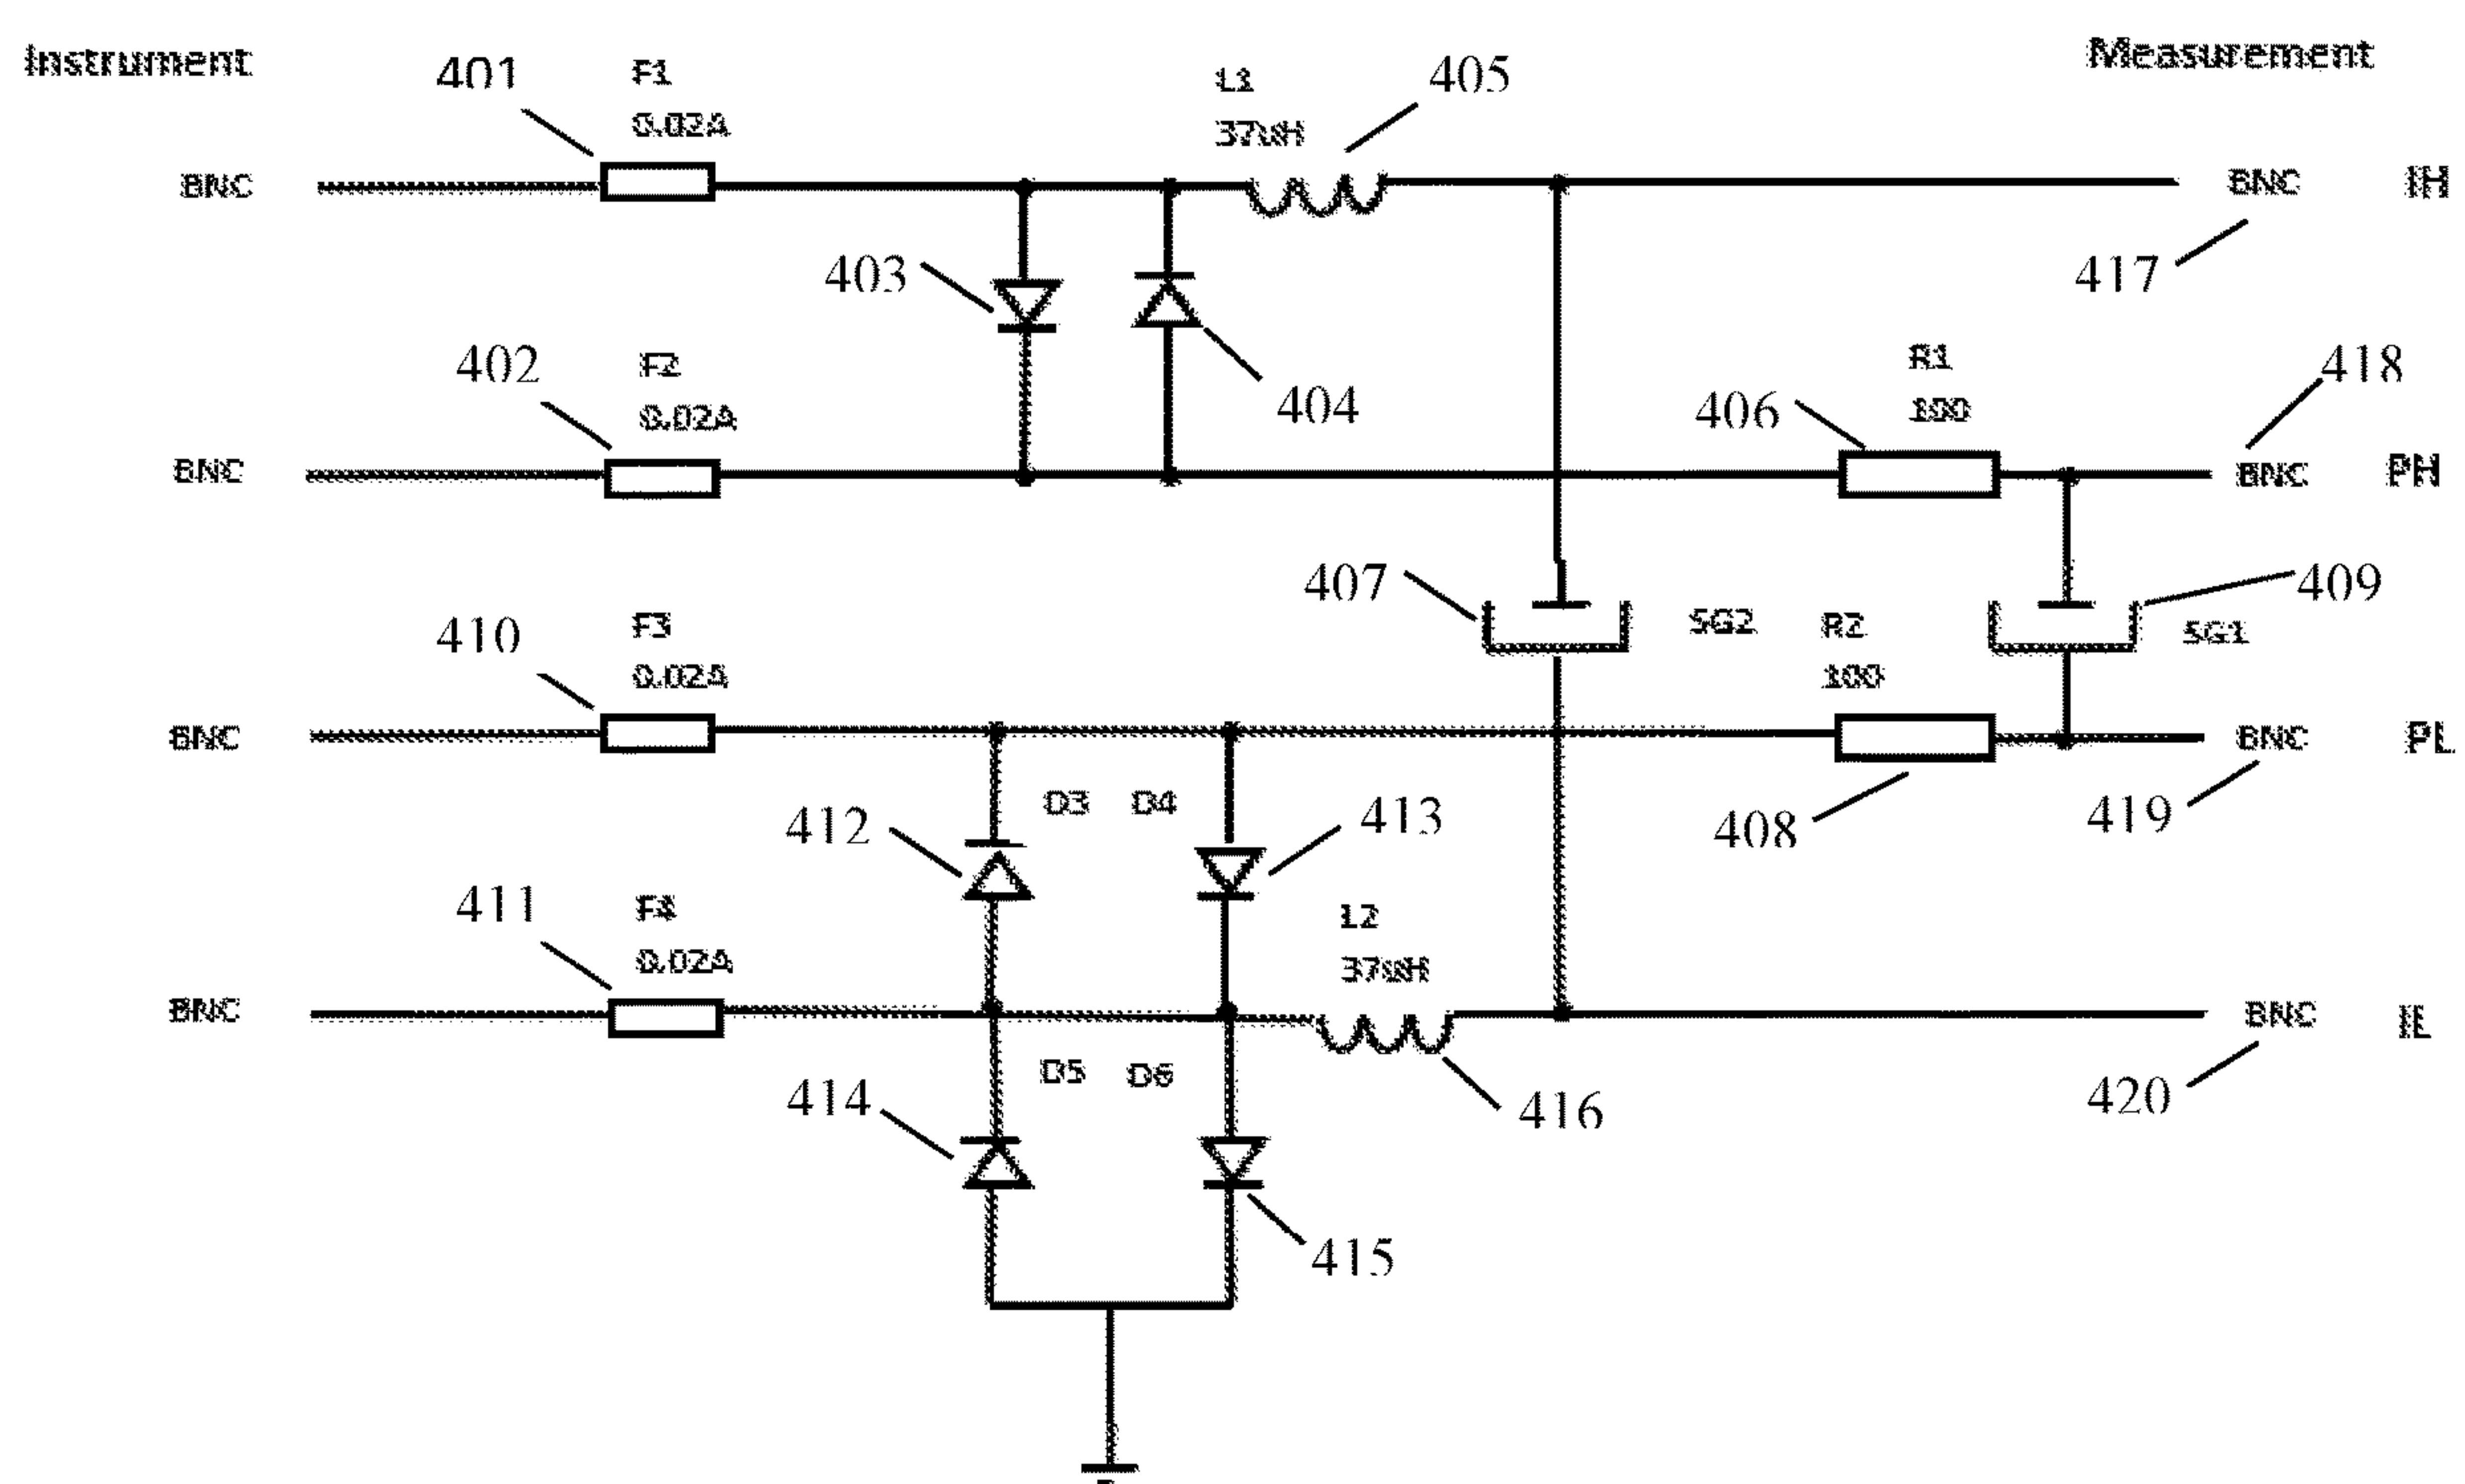 Instrument
Measurement
401
F1
0.02A
L1
37uH
405
BNC
BNC
IH
403
417
402
F2
0.02A
404
406
R1
100
418
BNC
BNC
PH
407
409
410
F3
0.02A
SG2
R2
100
SG1
BNC
BNC
PL
412
D3
D4
413
408
419
411
F4
0.02A
L2
37uH
BNC
BNC
IL
414
D5
D6
416
420
415